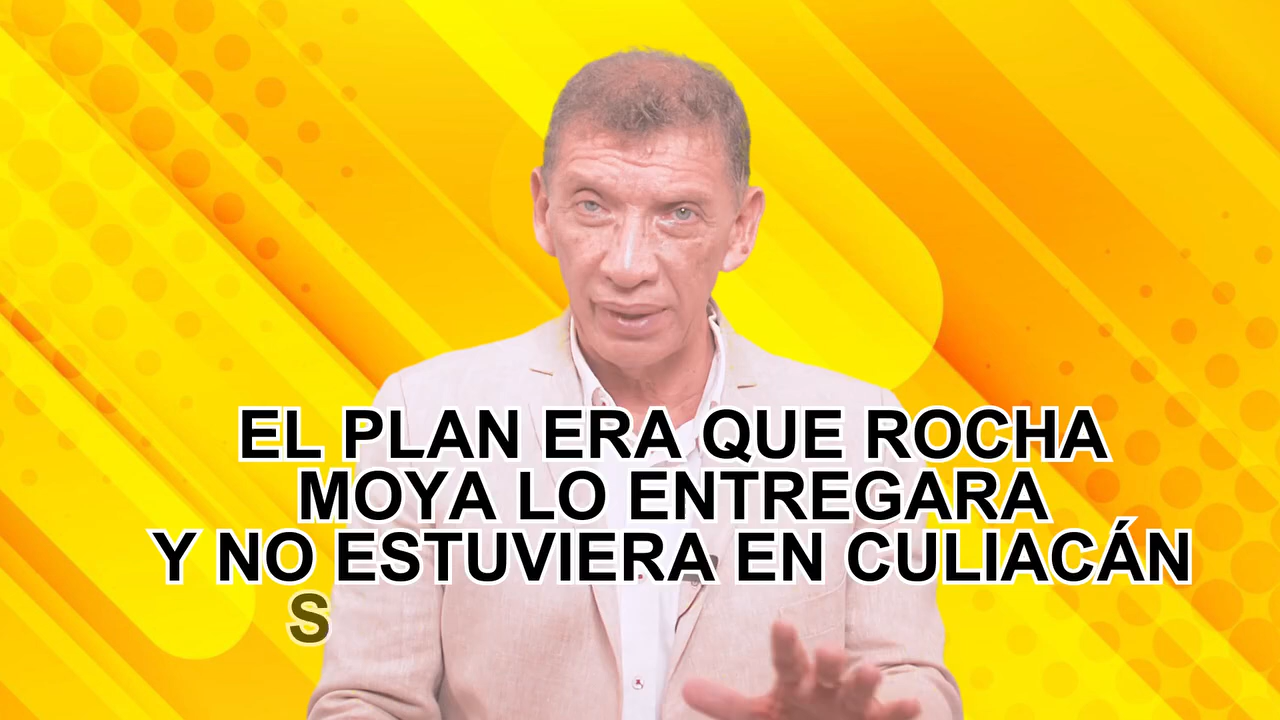 EL PLAN ERA QUE ROCHA
MOYA LO ENTREGARA
Y NO ESTUVIERA EN CULIACÁN
S